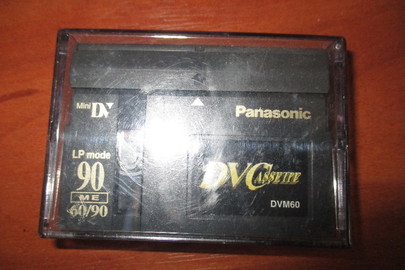 Mini DV
Panasonic
LP mode
90
ME
60/90
DVCASSETTE
DVM60